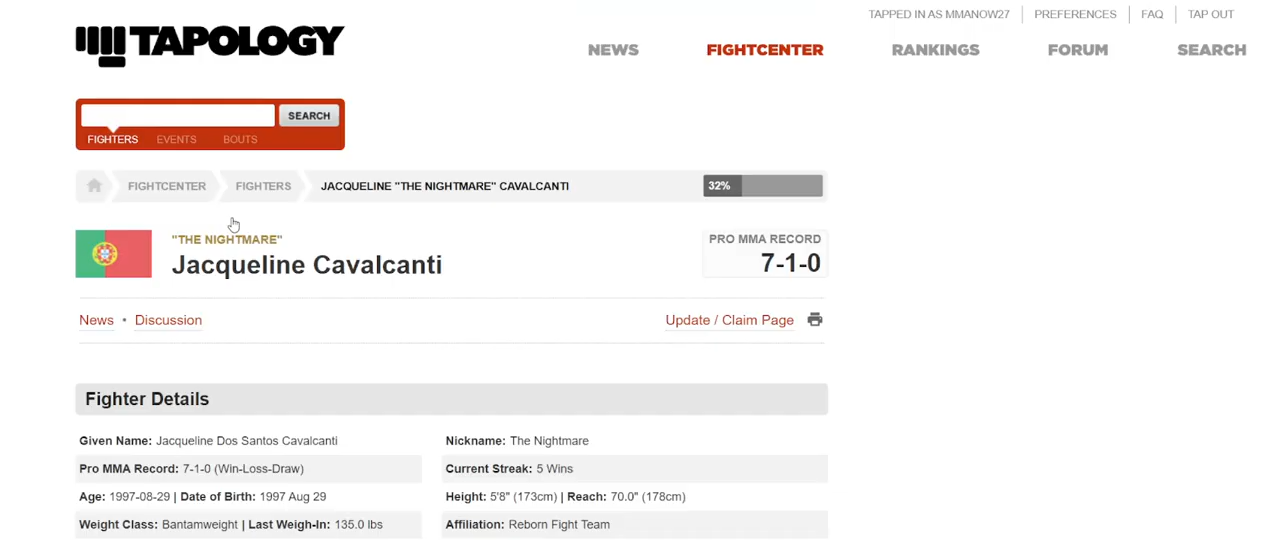 TAPPED IN AS MMANOW27 PREFERENCES FAQ TAP OUT
TAPOLOGY
NEWS FIGHTCENTER RANKINGS FORUM SEARCH
SEARCH
FIGHTERS EVENTS BOUTS
FIGHTCENTER FIGHTERS JACQUELINE "THE NIGHTMARE" CAVALCANTI 32%
"THE NIGHTMARE"
Jacqueline Cavalcanti
PRO MMA RECORD
7-1-0
News • Discussion Update / Claim Page
Fighter Details
Given Name: Jacqueline Dos Santos Cavalcanti Nickname: The Nightmare
Pro MMA Record: 7-1-0 (Win-Loss-Draw) Current Streak: 5 Wins
Age: 1997-08-29 | Date of Birth: 1997 Aug 29 Height: 5'8" (173cm) | Reach: 70.0" (178cm)
Weight Class: Bantamweight | Last Weigh-In: 135.0 lbs Affiliation: Reborn Fight Team